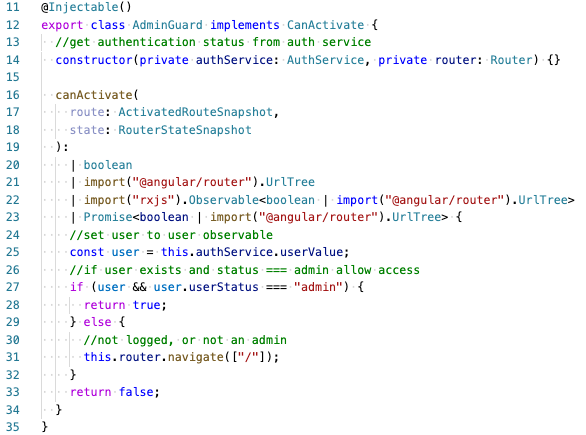 11 @Injectable()
12 export class AdminGuard implements CanActivate {
13   //get authentication status from auth service
14   constructor(private authService: AuthService, private router: Router) {}
15
16   canActivate(
17     route: ActivatedRouteSnapshot,
18     state: RouterStateSnapshot
19   ):
20     | boolean
21     | import("@angular/router").UrlTree
22     | import("rxjs").Observable<boolean | import("@angular/router").UrlTree>
23     | Promise<boolean | import("@angular/router").UrlTree> {
24     //set user to user observable
25     const user = this.authService.userValue;
26     //if user exists and status === admin allow access
27     if (user && user.userStatus === "admin") {
28       return true;
29     } else {
30       //not logged, or not an admin
31       this.router.navigate(["/"]);
32     }
33     return false;
34   }
35 }